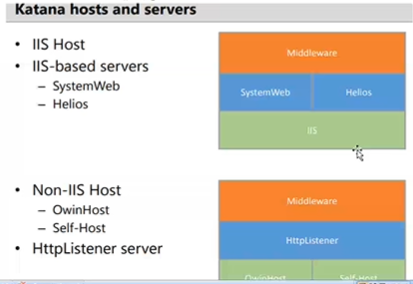 Katana hosts and servers
• IIS Host
• IIS-based servers
– SystemWeb
– Helios
Middleware
SystemWeb
Helios
IIS
• Non-IIS Host
– OwinHost
– Self-Host
• HttpListener server
Middleware
HttpListener
OwinHost
Self-Host